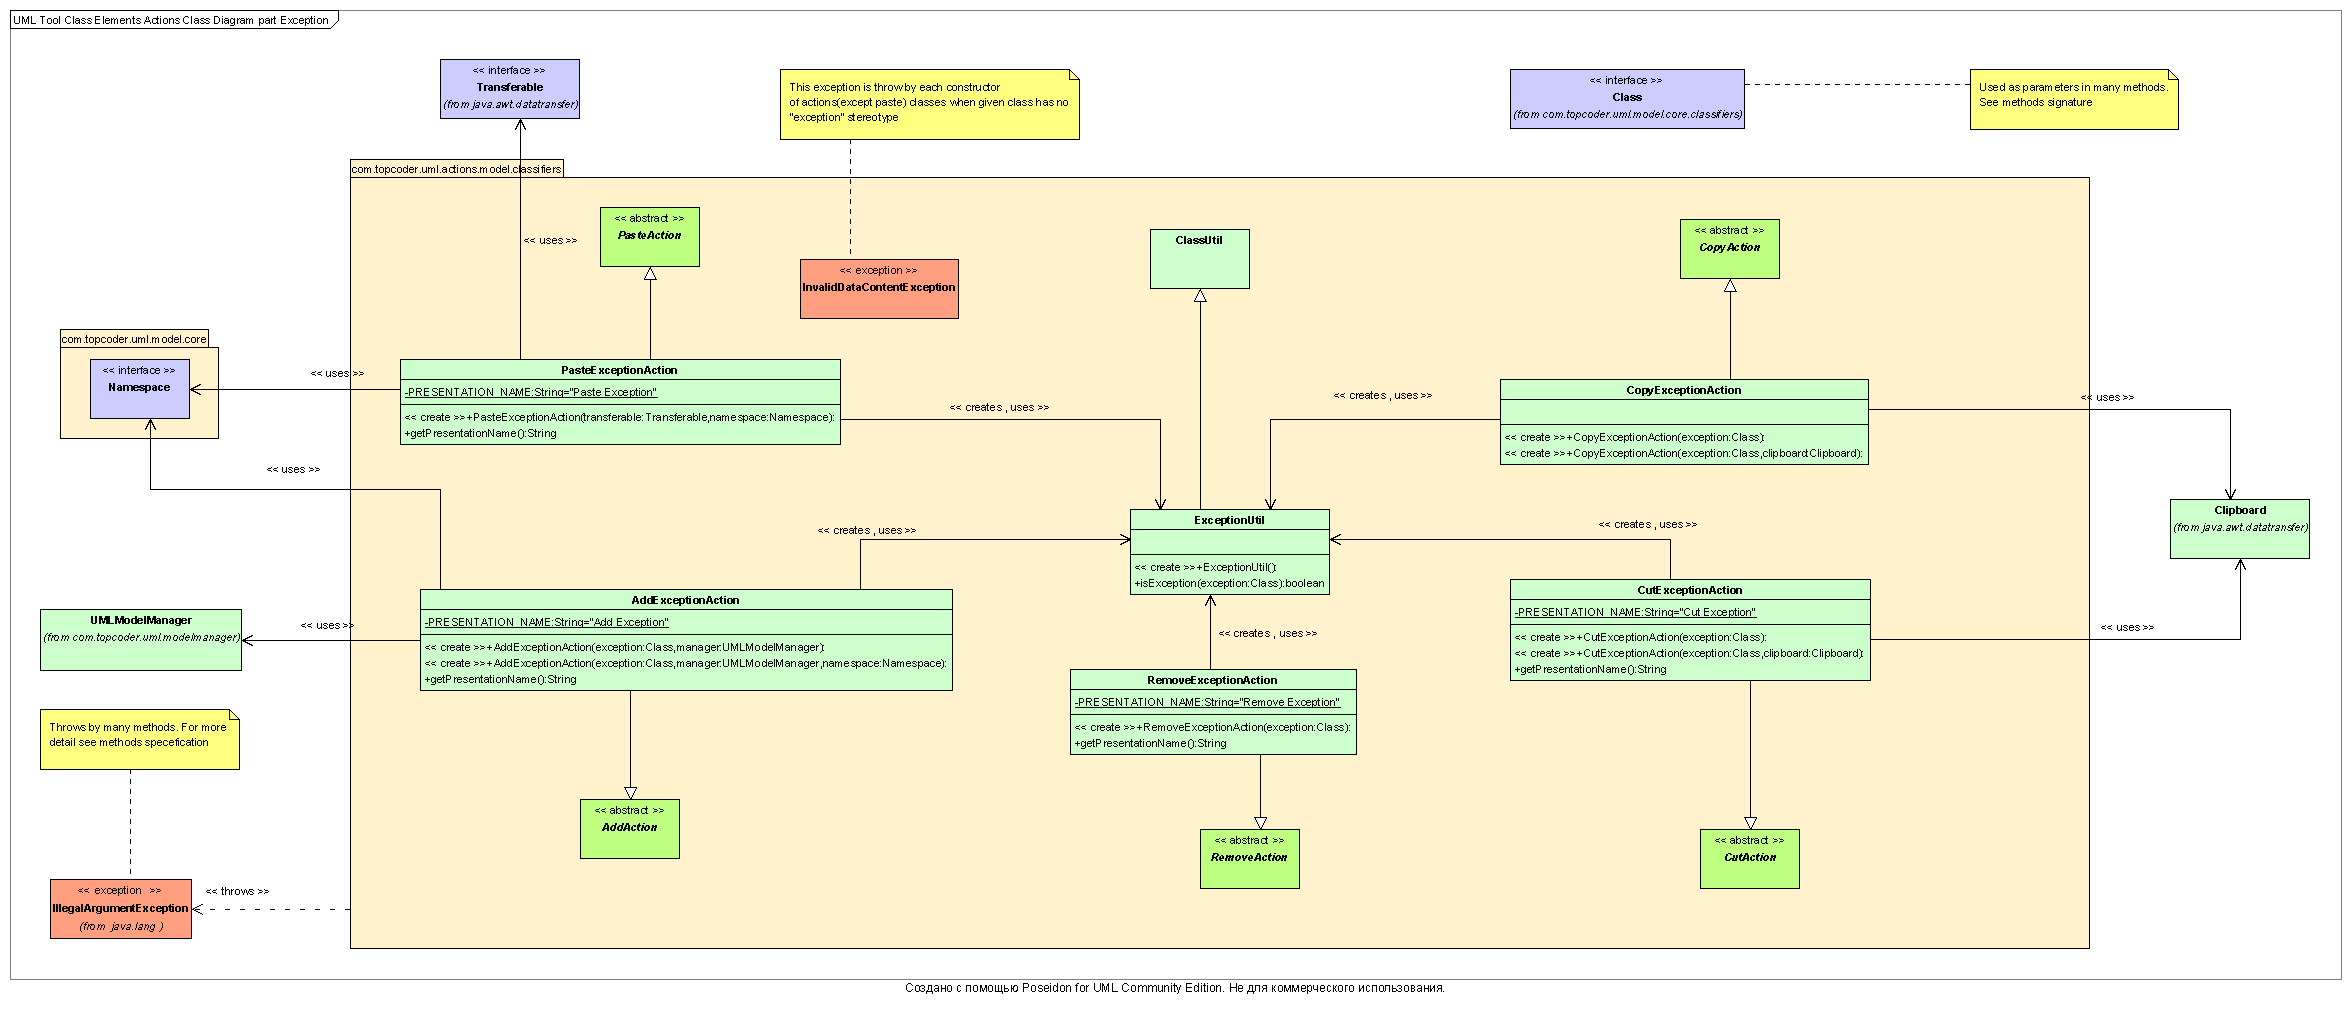 UML Tool Class Elements Actions Class Diagram part Exception
<< interface >>
Transferable
(from java.awt.datatransfer)
This exception is throw by each constructor
of actions(except paste) classes when given class has no
"exception" stereotype
<< interface >>
Class
(from com.topcoder.uml.model.core.classifiers)
Used as parameters in many methods.
See methods signature
com.topcoder.uml.actions.model.classifiers
<< abstract >>
PasteAction
<< uses >>
<< exception >>
InvalidDataContentException
ClassUtil
<< abstract >>
CopyAction
com.topcoder.uml.model.core
<< interface >>
Namespace
<< uses >>
PasteExceptionAction
-PRESENTATION_NAME:String="Paste Exception"
<< create >>+PasteExceptionAction(transferable:Transferable,namespace:Namespace):
+getPresentationName():String
<< creates , uses >>
<< creates , uses >>
CopyExceptionAction
<< create >>+CopyExceptionAction(exception:Class):
<< create >>+CopyExceptionAction(exception:Class,clipboard:Clipboard):
<< uses >>
<< uses >>
Clipboard
(from java.awt.datatransfer)
<< creates , uses >>
ExceptionUtil
<< create >>+ExceptionUtil():
+isException(exception:Class):boolean
<< creates , uses >>
UMLModelManager
(from com.topcoder.uml.modelmanager)
<< uses >>
AddExceptionAction
-PRESENTATION_NAME:String="Add Exception"
<< create >>+AddExceptionAction(exception:Class,manager:UMLModelManager):
<< create >>+AddExceptionAction(exception:Class,manager:UMLModelManager,namespace:Namespace):
+getPresentationName():String
<< creates , uses >>
CutExceptionAction
-PRESENTATION_NAME:String="Cut Exception"
<< create >>+CutExceptionAction(exception:Class):
<< create >>+CutExceptionAction(exception:Class,clipboard:Clipboard):
+getPresentationName():String
<< uses >>
RemoveExceptionAction
-PRESENTATION_NAME:String="Remove Exception"
<< create >>+RemoveExceptionAction(exception:Class):
+getPresentationName():String
Throws by many methods. For more
detail see methods specefication
<< abstract >>
AddAction
<< abstract >>
RemoveAction
<< abstract >>
CutAction
<< exception >>
IllegalArgumentException
(from java.lang )
<< throws >>
Создано с помощью Poseidon for UML Community Edition. Не для коммерческого использования.